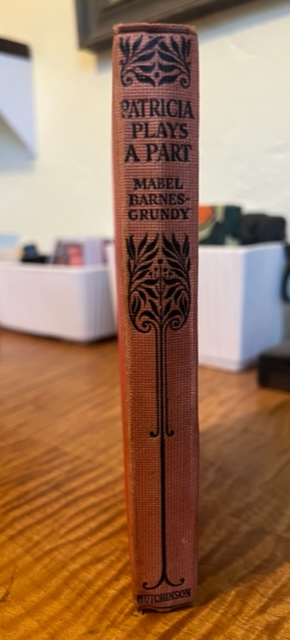 PATRICIA
PLAYS
A PART
MABEL
BARNES-
GRUNDY
HUTCHINSON